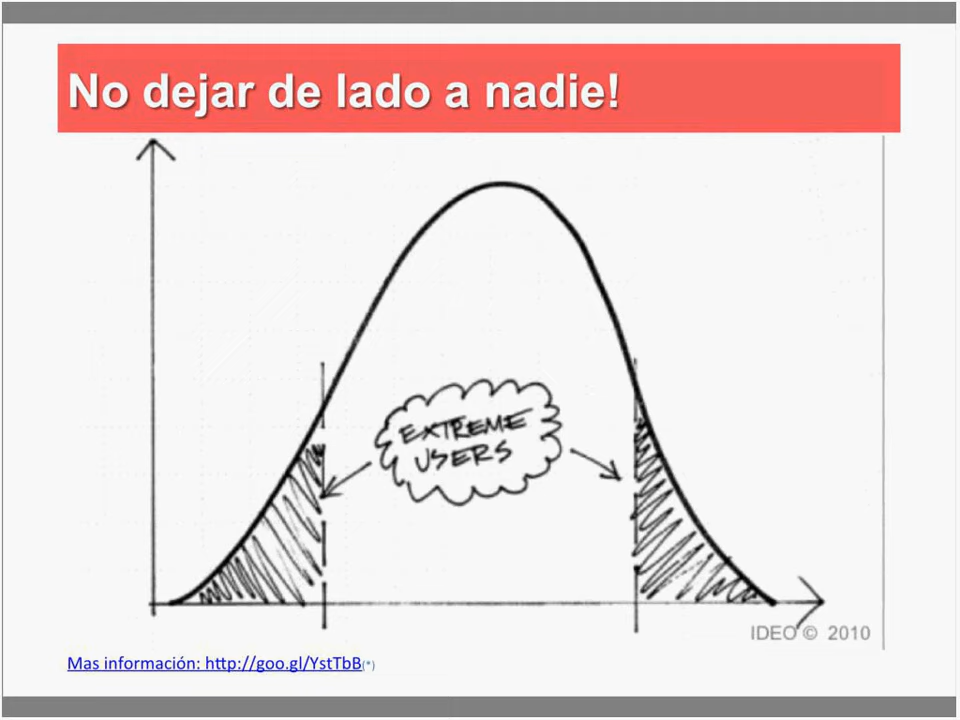 No dejar de lado a nadie!
EXTREME
USERS
IDEO © 2010
Mas información: http://goo.gl/YstTbB(*)